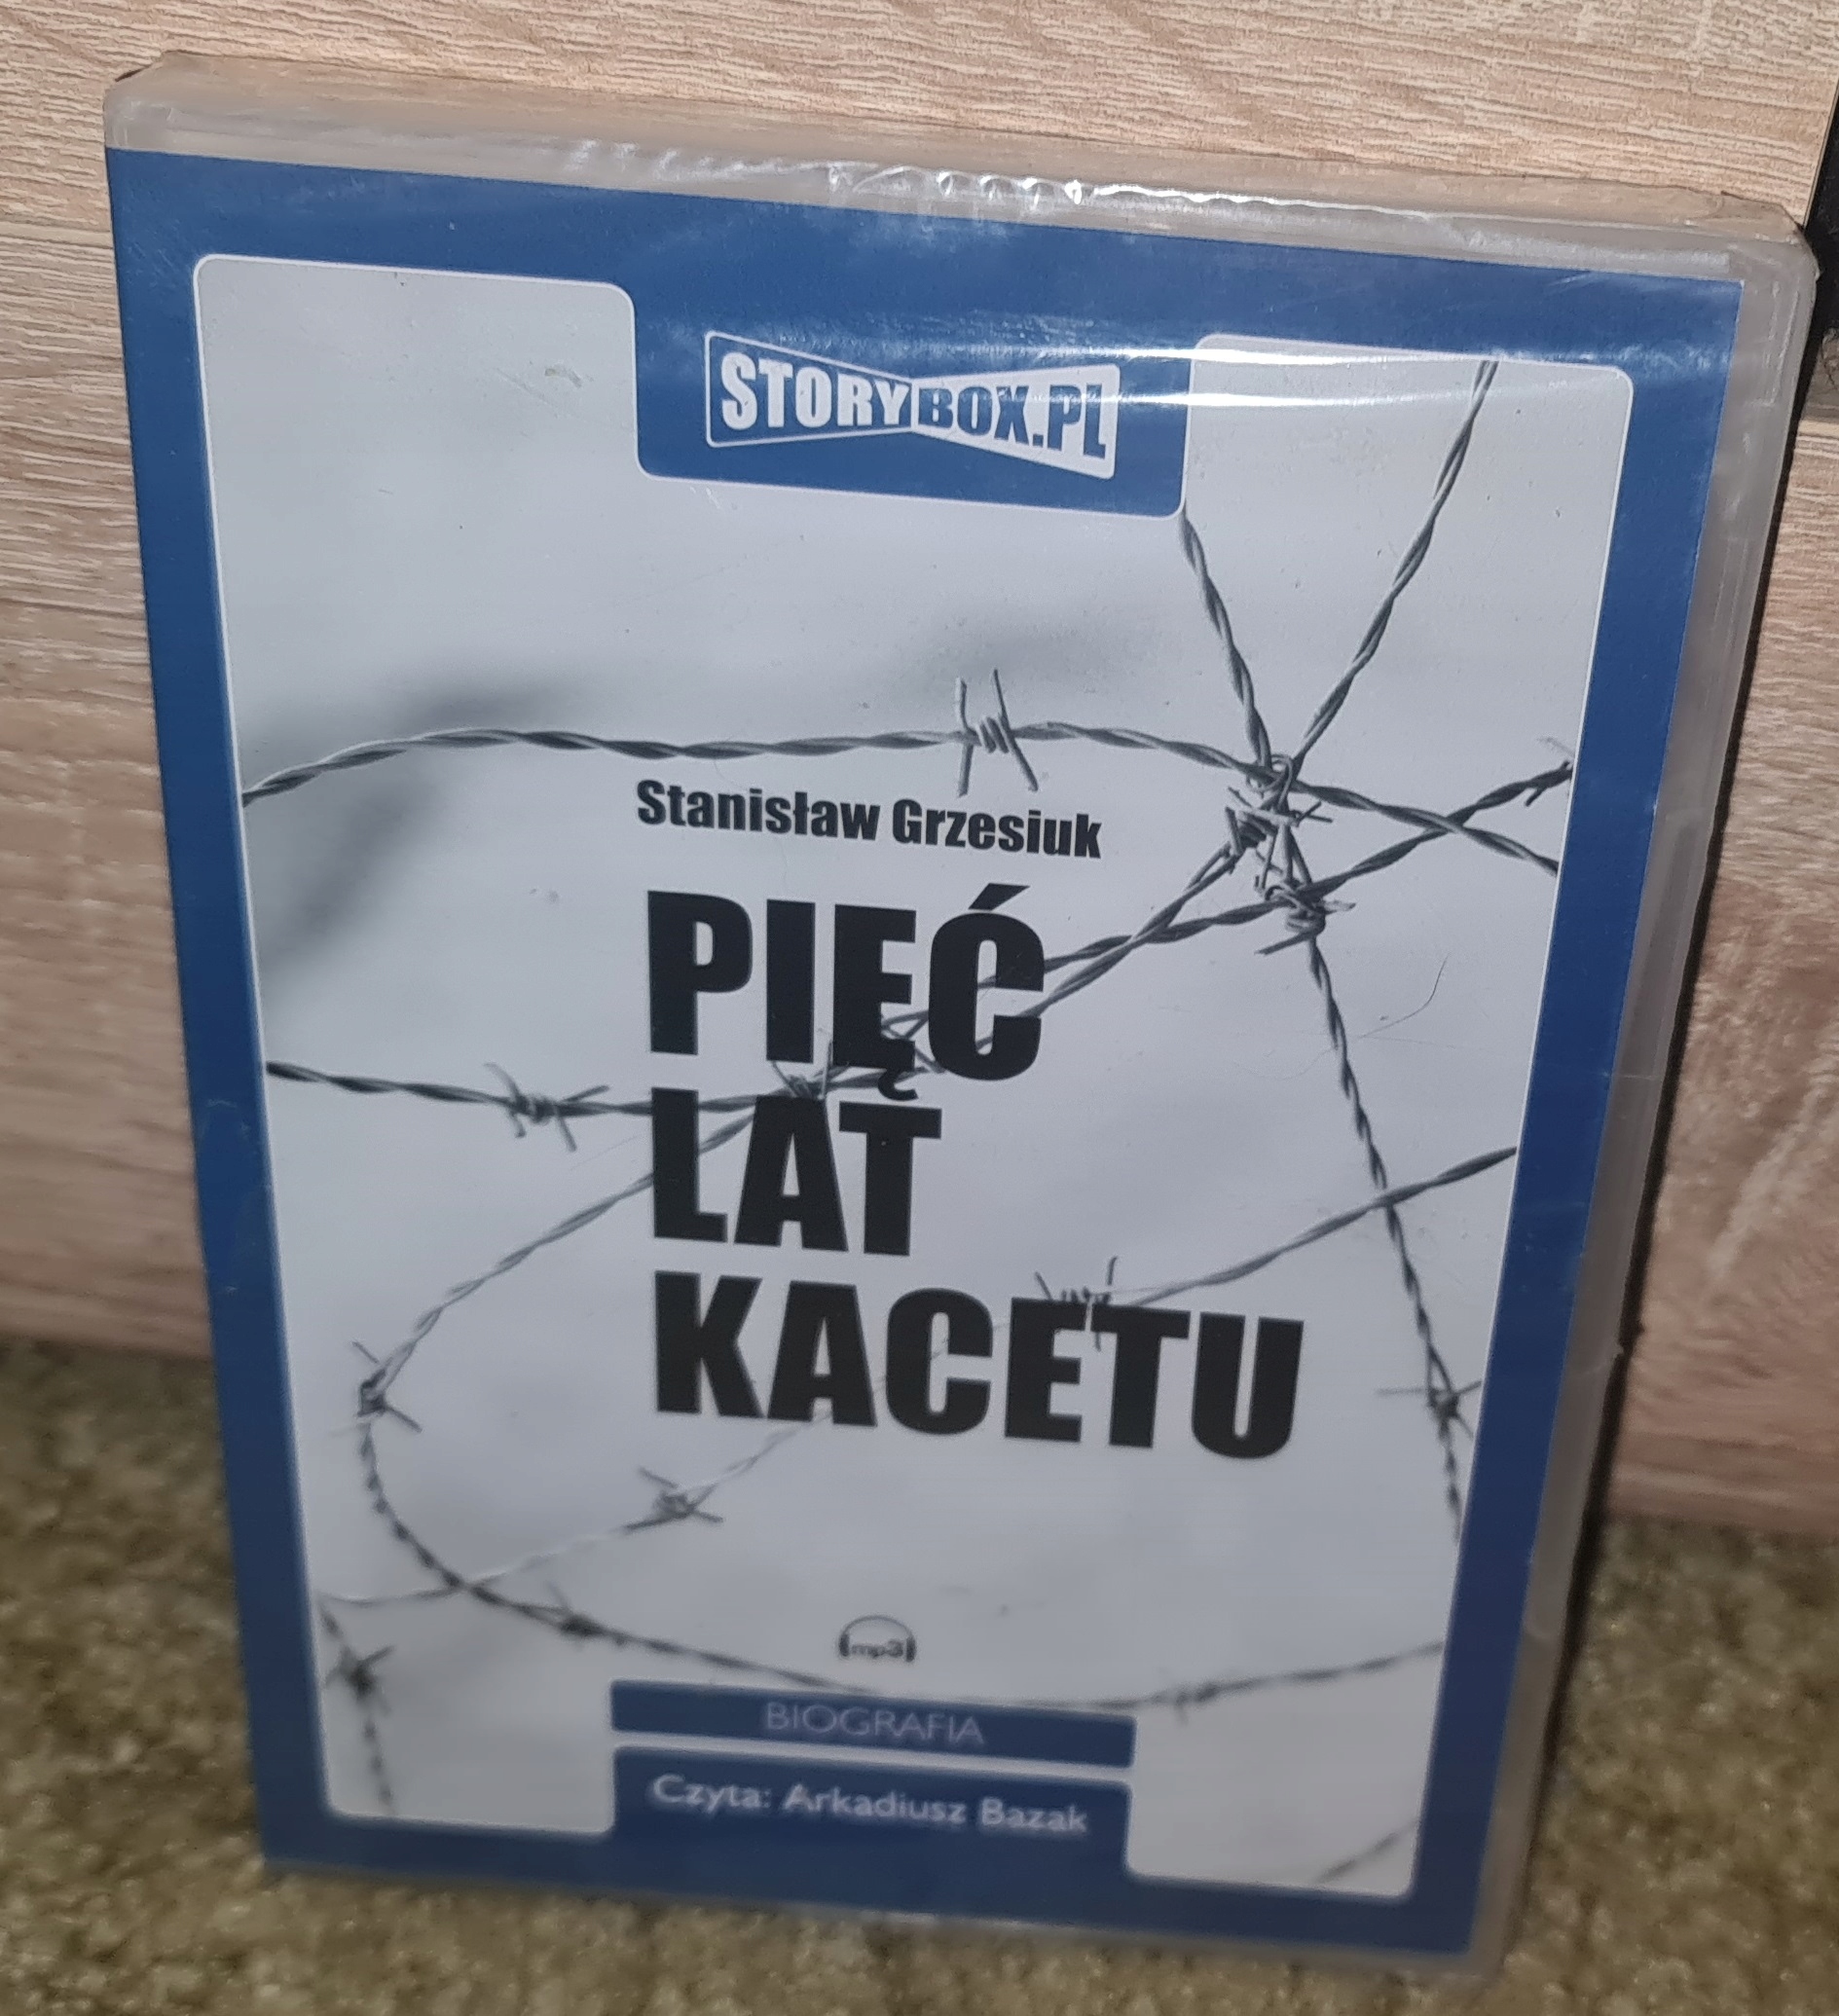 STORYBOX.PL
Stanisław Grzesiuk
PIĘĆ
LAT
KACETU
mp3
BIOGRAFIA
Czyta: Arkadiusz Bazak